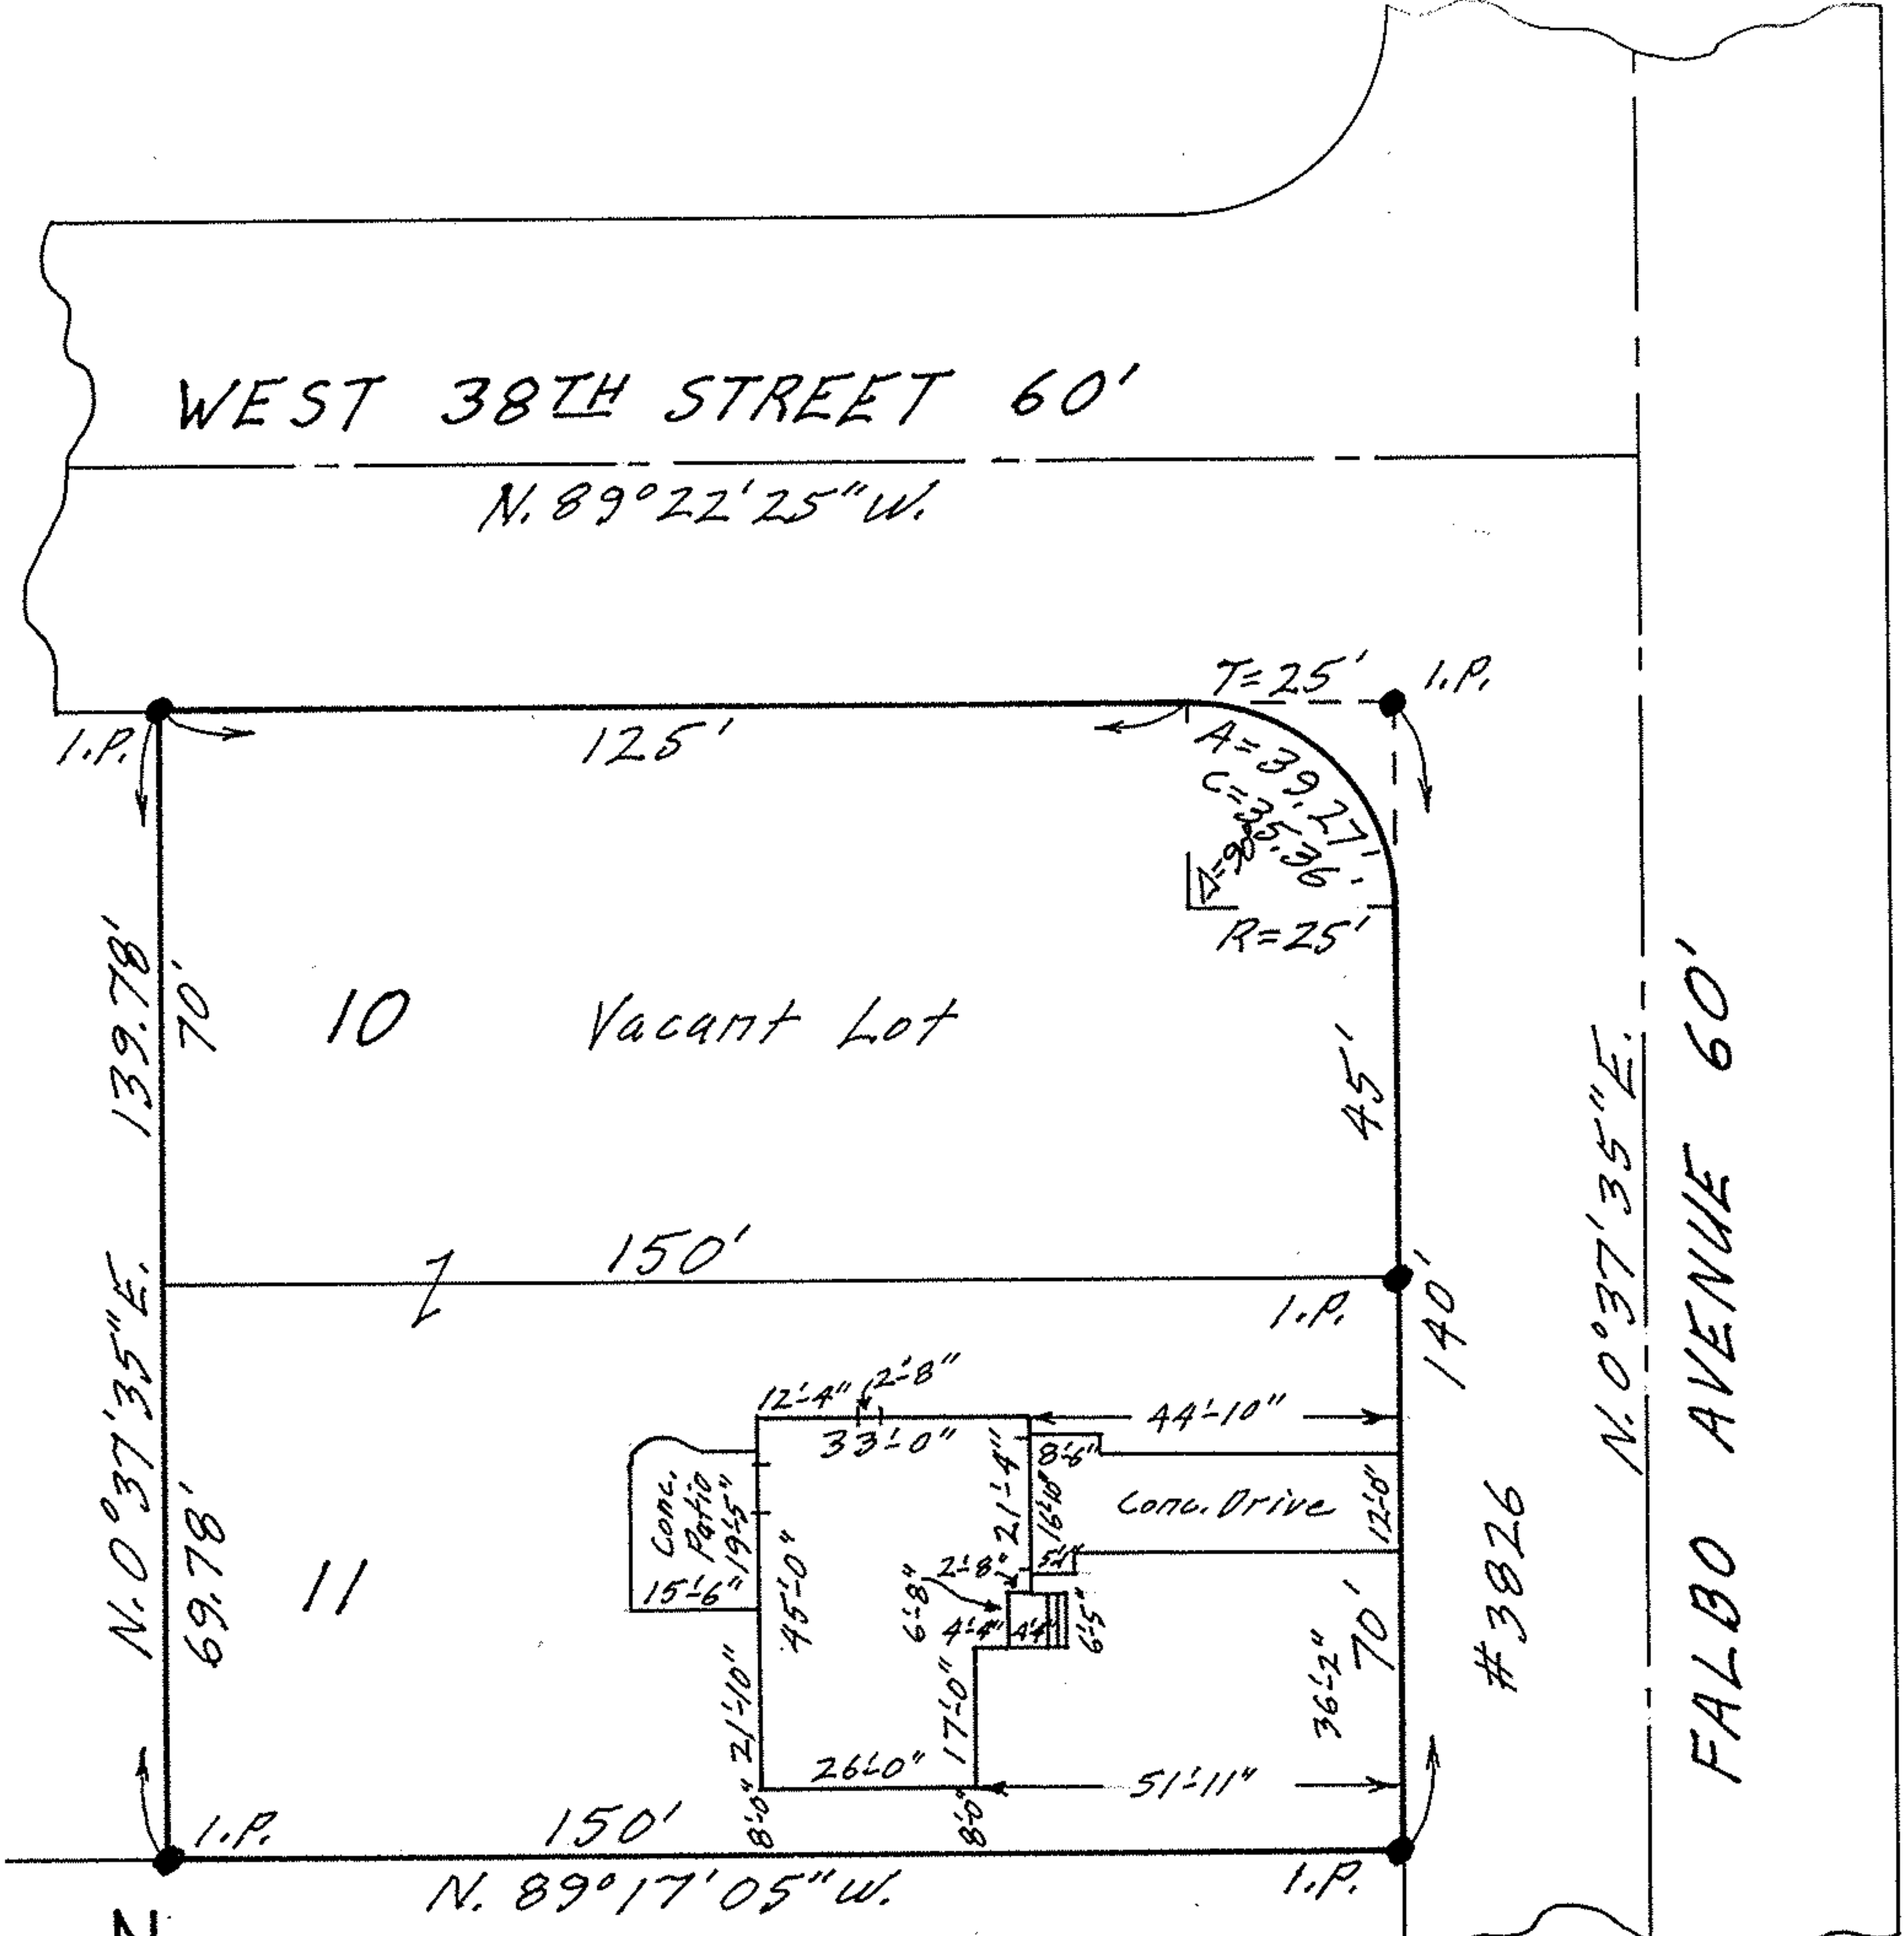 WEST 38TH STREET 60'
N. 89°22'25"W.
T=25'
I.P.
I.P.
125'
A=39.27'
C=35.36'
Δ=90°
R=25'
139.78'
70'
10
Vacant Lot
45'
N. 0°37'35"E.
FALBO AVENUE 60'
150'
I.P.
140'
N. 0°37'35"E.
69.78'
11
12'-4"
2'-8"
33'-0"
44'-10"
Conc.
Patio
19'-5"
15'-6"
45'-0"
21'-4"
8'-6"
16'-10"
Conc. Drive
12'-0"
2'-8"
6'-8"
4'-4"
4'4"
6'-5"
#3826
21'-10"
17'-0"
36'-2"
70'
26'-0"
51'-11"
8'-0"
8'-0"
I.P.
150'
I.P.
N. 89°17'05"W.
N